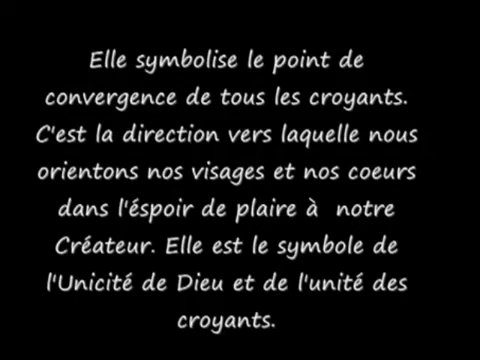 Elle symbolise le point de
convergence de tous les croyants.
C'est la direction vers laquelle nous
orientons nos visages et nos coeurs
dans l'éspoir de plaire à notre
Créateur. Elle est le symbole de
l'Unicité de Dieu et de l'unité des
croyants.